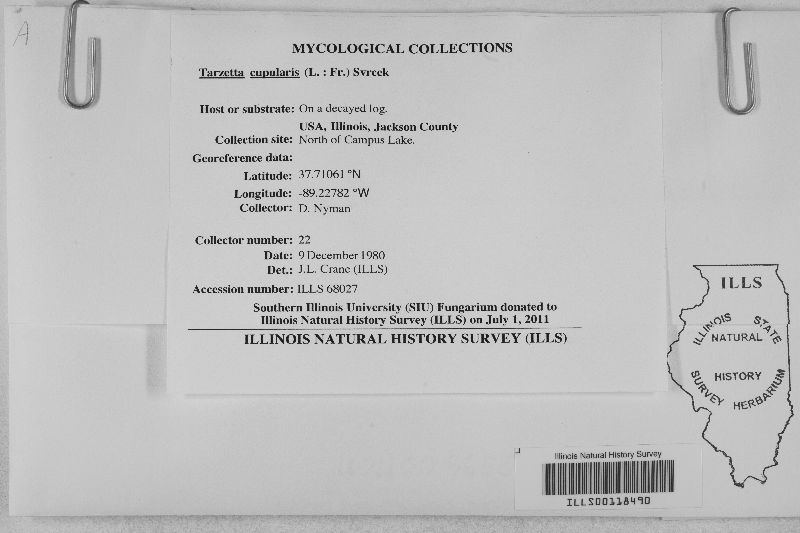 A
MYCOLOGICAL COLLECTIONS
Tarzetta cupularis (L. : Fr.) Svrcek
Host or substrate: On a decayed log.
USA, Illinois, Jackson County
Collection site: North of Campus Lake.
Georeference data:
Latitude: 37.71061 °N
Longitude: -89.22782 °W
Collector: D. Nyman
Collector number: 22
Date: 9 December 1980
Det.: J.L. Crane (ILLS)
Accession number: ILLS 68027
Southern Illinois University (SIU) Fungarium donated to
Illinois Natural History Survey (ILLS) on July 1, 2011
ILLINOIS NATURAL HISTORY SURVEY (ILLS)
ILLS
ILLINOIS STATE
NATURAL
HISTORY
SURVEY HERBARIUM
Illinois Natural History Survey
ILLS00118490